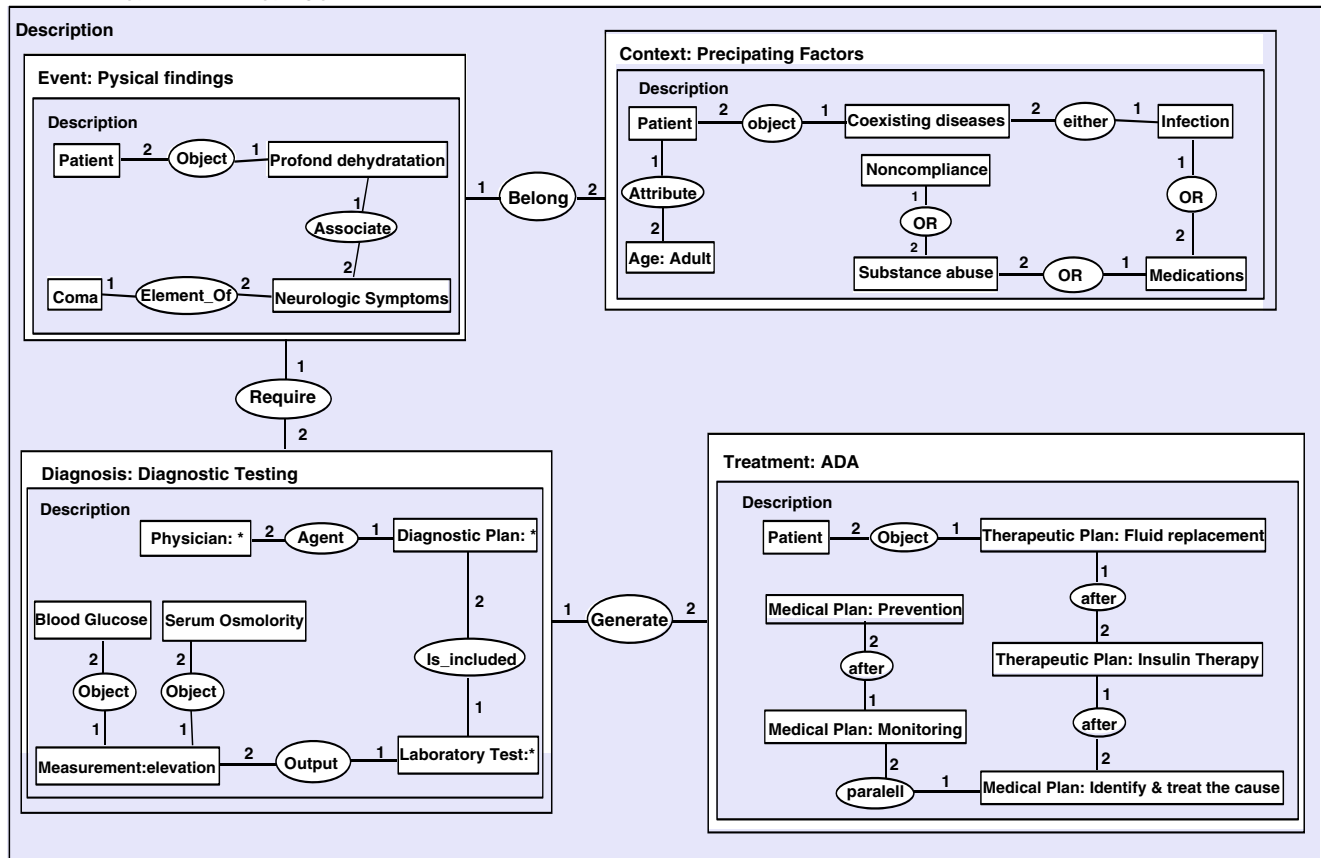 Description
Event: Pysical findings
Description
Patient 2 Object 1 Profond dehydratation
1
Associate
2
Coma 1 Element_Of 2 Neurologic Symptoms
1 Belong 2
Context: Precipating Factors
Description
Patient 2 object 1 Coexisting diseases 2 either 1 Infection
1
Attribute
2
Age: Adult
Noncompliance
1
OR
2
Substance abuse 2 OR 1 Medications
1
OR
2
1
Require
2
Diagnosis: Diagnostic Testing
Description
Physician: * 2 Agent 1 Diagnostic Plan: *
2
Is_included
1
Blood Glucose Serum Osmolority
2 2
Object Object
1 1
Measurement:elevation 2 Output 1 Laboratory Test:*
1 Generate 2
Treatment: ADA
Description
Patient 2 Object 1 Therapeutic Plan: Fluid replacement
1
after
2
Therapeutic Plan: Insulin Therapy
1
after
2
Medical Plan: Prevention
2
after
1
Medical Plan: Monitoring
2
paralell 1 Medical Plan: Identify & treat the cause